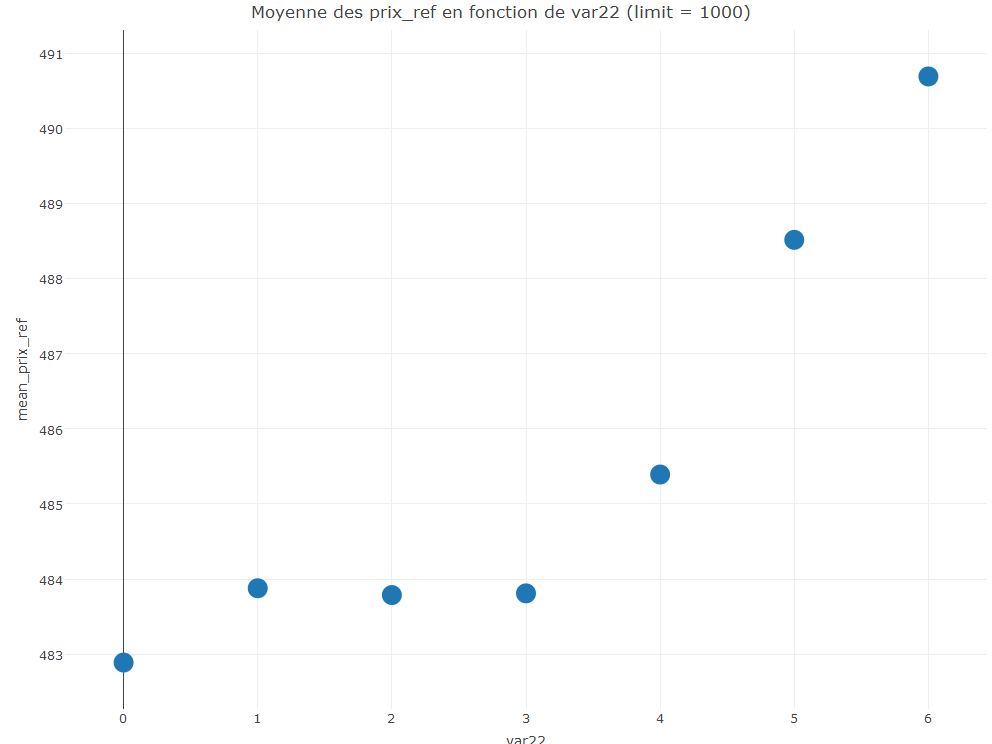 Moyenne des prix_ref en fonction de var22 (limit = 1000)
491
490
489
488
487
486
485
484
483
mean_prix_ref
0 1 2 3 4 5 6
var22